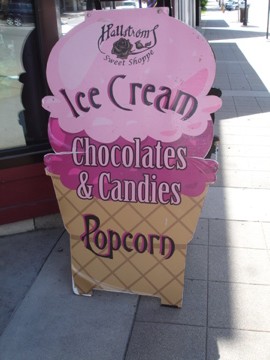 Hallstrom's
Sweet Shoppe
Ice Cream
Chocolates
& Candies
Popcorn